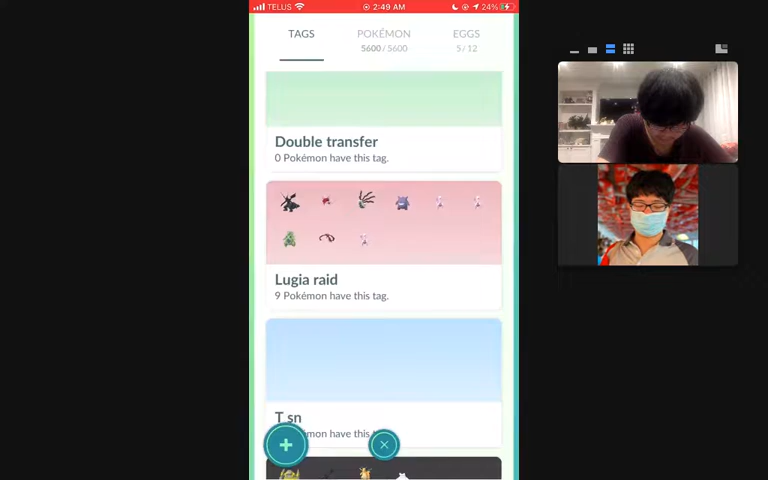 TELUS 2:49 AM 24%
TAGS POKÉMON EGGS
5600 / 5600 5 / 12
Double transfer
0 Pokémon have this tag.
Lugia raid
9 Pokémon have this tag.
T sn
mon have this